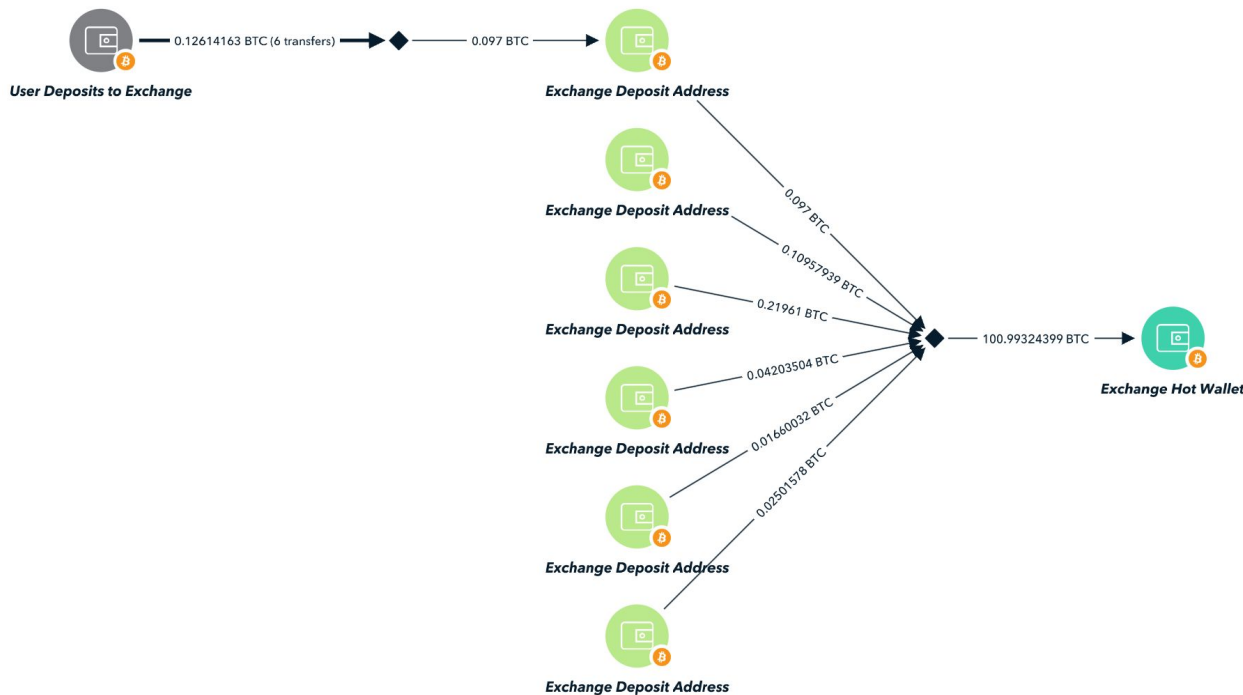 0.12614163 BTC (6 transfers)
0.097 BTC
User Deposits to Exchange
Exchange Deposit Address
0.097 BTC
Exchange Deposit Address
0.10957939 BTC
0.21961 BTC
Exchange Deposit Address
100.99324399 BTC
0.04203504 BTC
Exchange Hot Wallet
Exchange Deposit Address
0.01660032 BTC
0.02501578 BTC
Exchange Deposit Address
Exchange Deposit Address